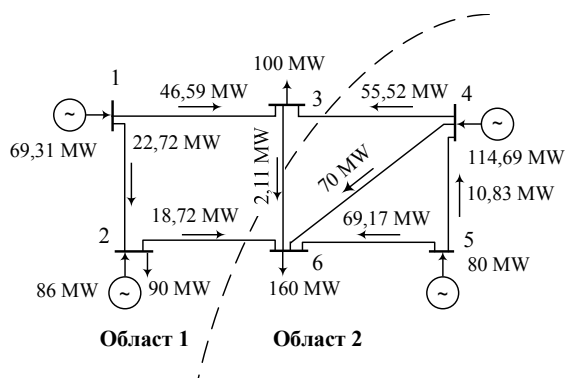 1
46,59 MW
100 MW
3
55,52 MW
4
~
69,31 MW
22,72 MW
2,11 MW
70 MW
~
114,69 MW
10,83 MW
2
18,72 MW
69,17 MW
5
6
86 MW
~
90 MW
160 MW
~
80 MW
Област 1
Област 2